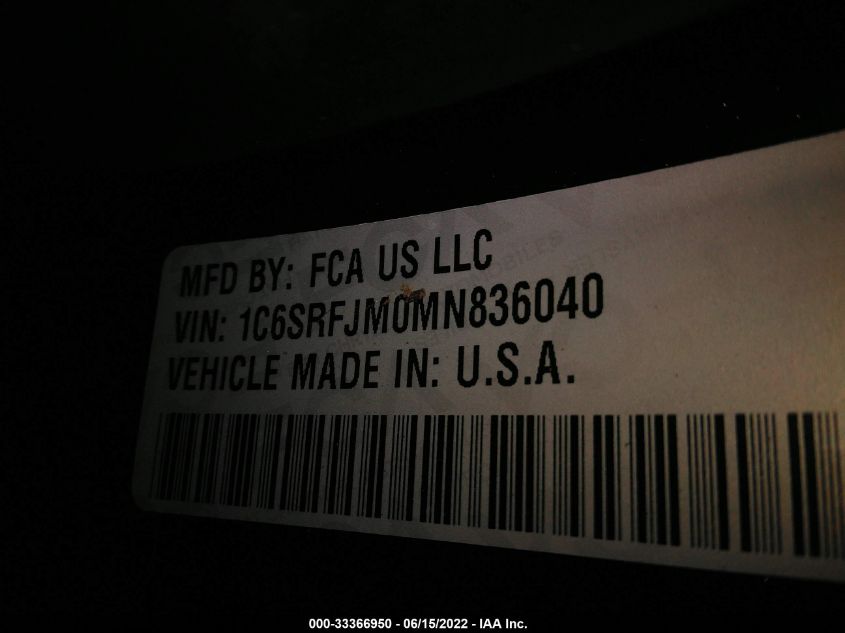 MFD BY: FCA US LLC
VIN: 1C6SRFJM0MN836040
VEHICLE MADE IN: U.S.A.
000-33366950 - 06/15/2022 - IAA Inc.